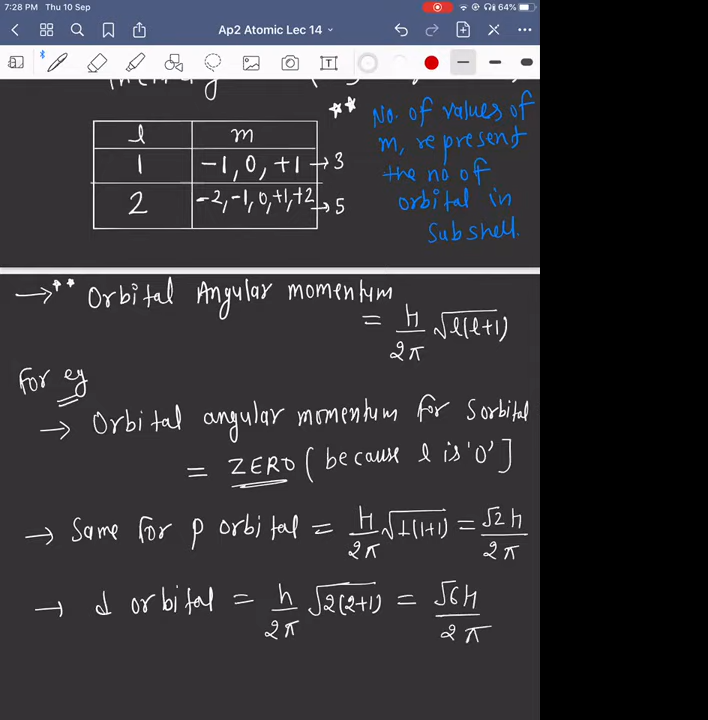 7:28 PM Thu 10 Sep 64%
Ap2 Atomic Lec 14
T
l m
1 -1, 0, +1 → 3
2 -2, -1, 0, +1, +2 → 5
** No. of values of
m, represent
the no of
orbital in
Subshell.
→ ** Orbital Angular momentum
= h/2π √l(l+1)
For eg
→ Orbital angular momentum for s orbital
= ZERO (because l is '0']
→ Same for p orbital = h/2π √1(1+1) = √2h/2π
→ d orbital = h/2π √2(2+1) = √6h/2π